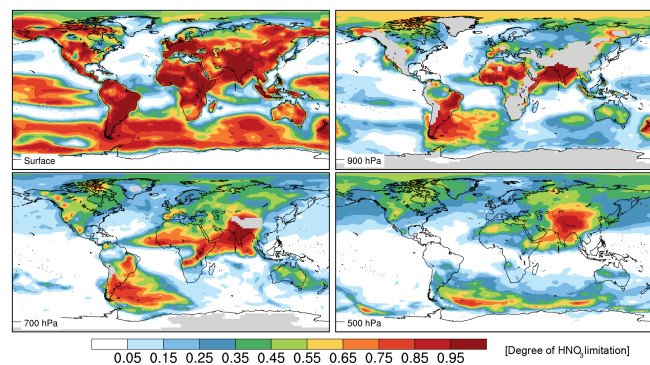 Surface
900 hPa
700 hPa
500 hPa
0.05 0.15 0.25 0.35 0.45 0.55 0.65 0.75 0.85 0.95
[Degree of HNO3 limitation]